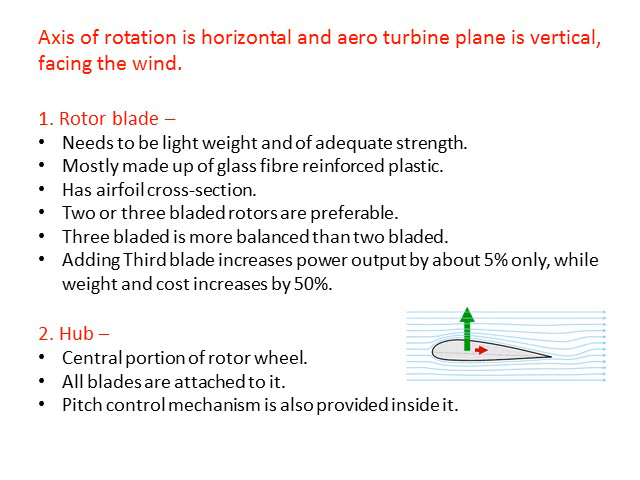 Axis of rotation is horizontal and aero turbine plane is vertical,
facing the wind.
1. Rotor blade –
• Needs to be light weight and of adequate strength.
• Mostly made up of glass fibre reinforced plastic.
• Has airfoil cross-section.
• Two or three bladed rotors are preferable.
• Three bladed is more balanced than two bladed.
• Adding Third blade increases power output by about 5% only, while
weight and cost increases by 50%.
2. Hub –
• Central portion of rotor wheel.
• All blades are attached to it.
• Pitch control mechanism is also provided inside it.